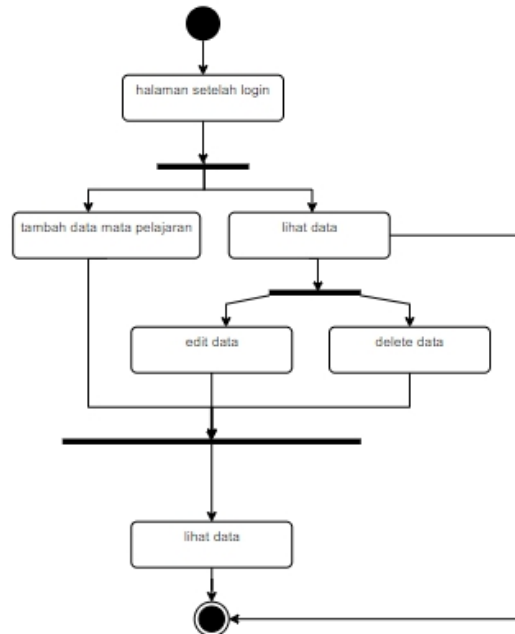 halaman setelah login
tambah data mata pelajaran
lihat data
edit data
delete data
lihat data